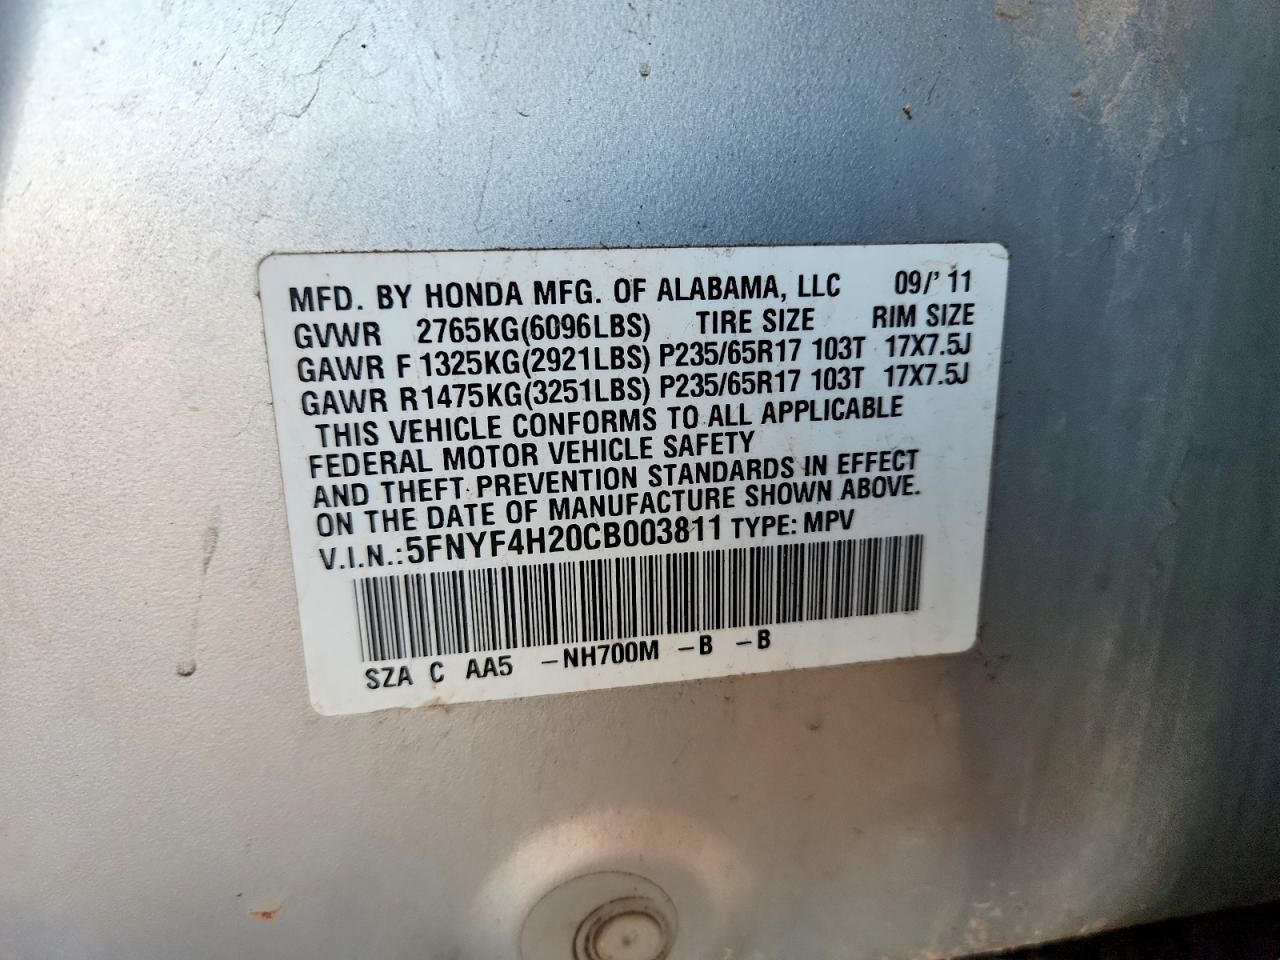 MFD. BY HONDA MFG. OF ALABAMA, LLC 09/' 11
GVWR 2765KG(6096LBS) TIRE SIZE RIM SIZE
GAWR F 1325KG(2921LBS) P235/65R17 103T 17X7.5J
GAWR R1475KG(3251LBS) P235/65R17 103T 17X7.5J
THIS VEHICLE CONFORMS TO ALL APPLICABLE
FEDERAL MOTOR VEHICLE SAFETY
AND THEFT PREVENTION STANDARDS IN EFFECT
ON THE DATE OF MANUFACTURE SHOWN ABOVE.
V.I.N.:5FNYF4H20CB003811 TYPE: MPV
SZA C AA5 -NH700M -B -B